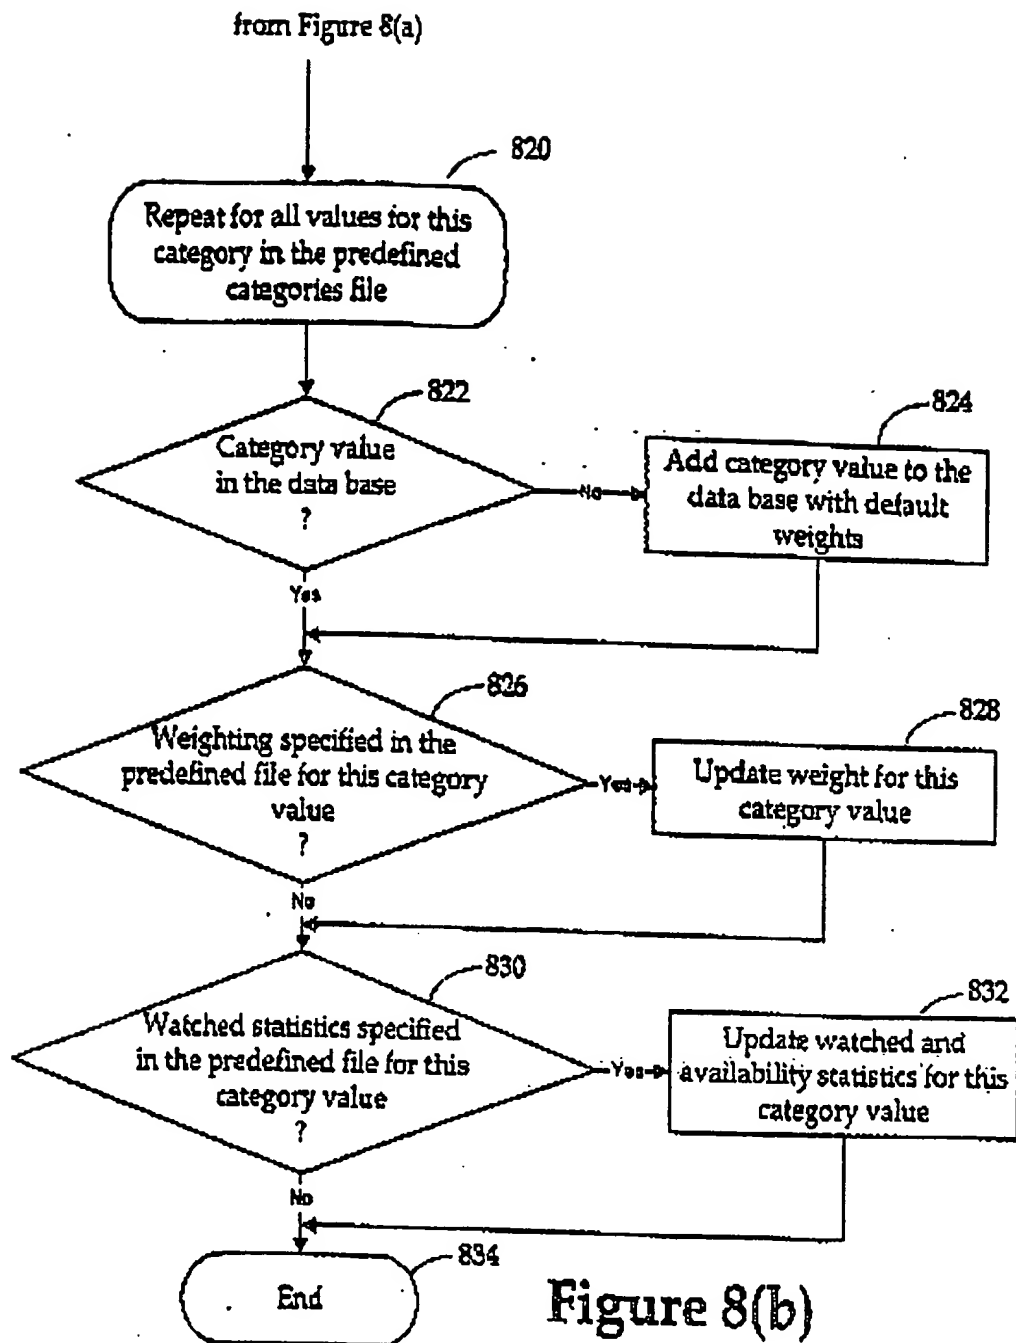 from Figure 8(a)
820
Repeat for all values for this
category in the predefined
categories file
822
Category value
in the data base
?
No
824
Add category value to the
data base with default
weights
Yes
826
Weighting specified in the
predefined file for this category
value
?
Yes
828
Update weight for this
category value
No
830
Watched statistics specified
in the predefined file for this
category value
?
Yes
832
Update watched and
availability statistics for this
category value
No
834
End
Figure 8(b)